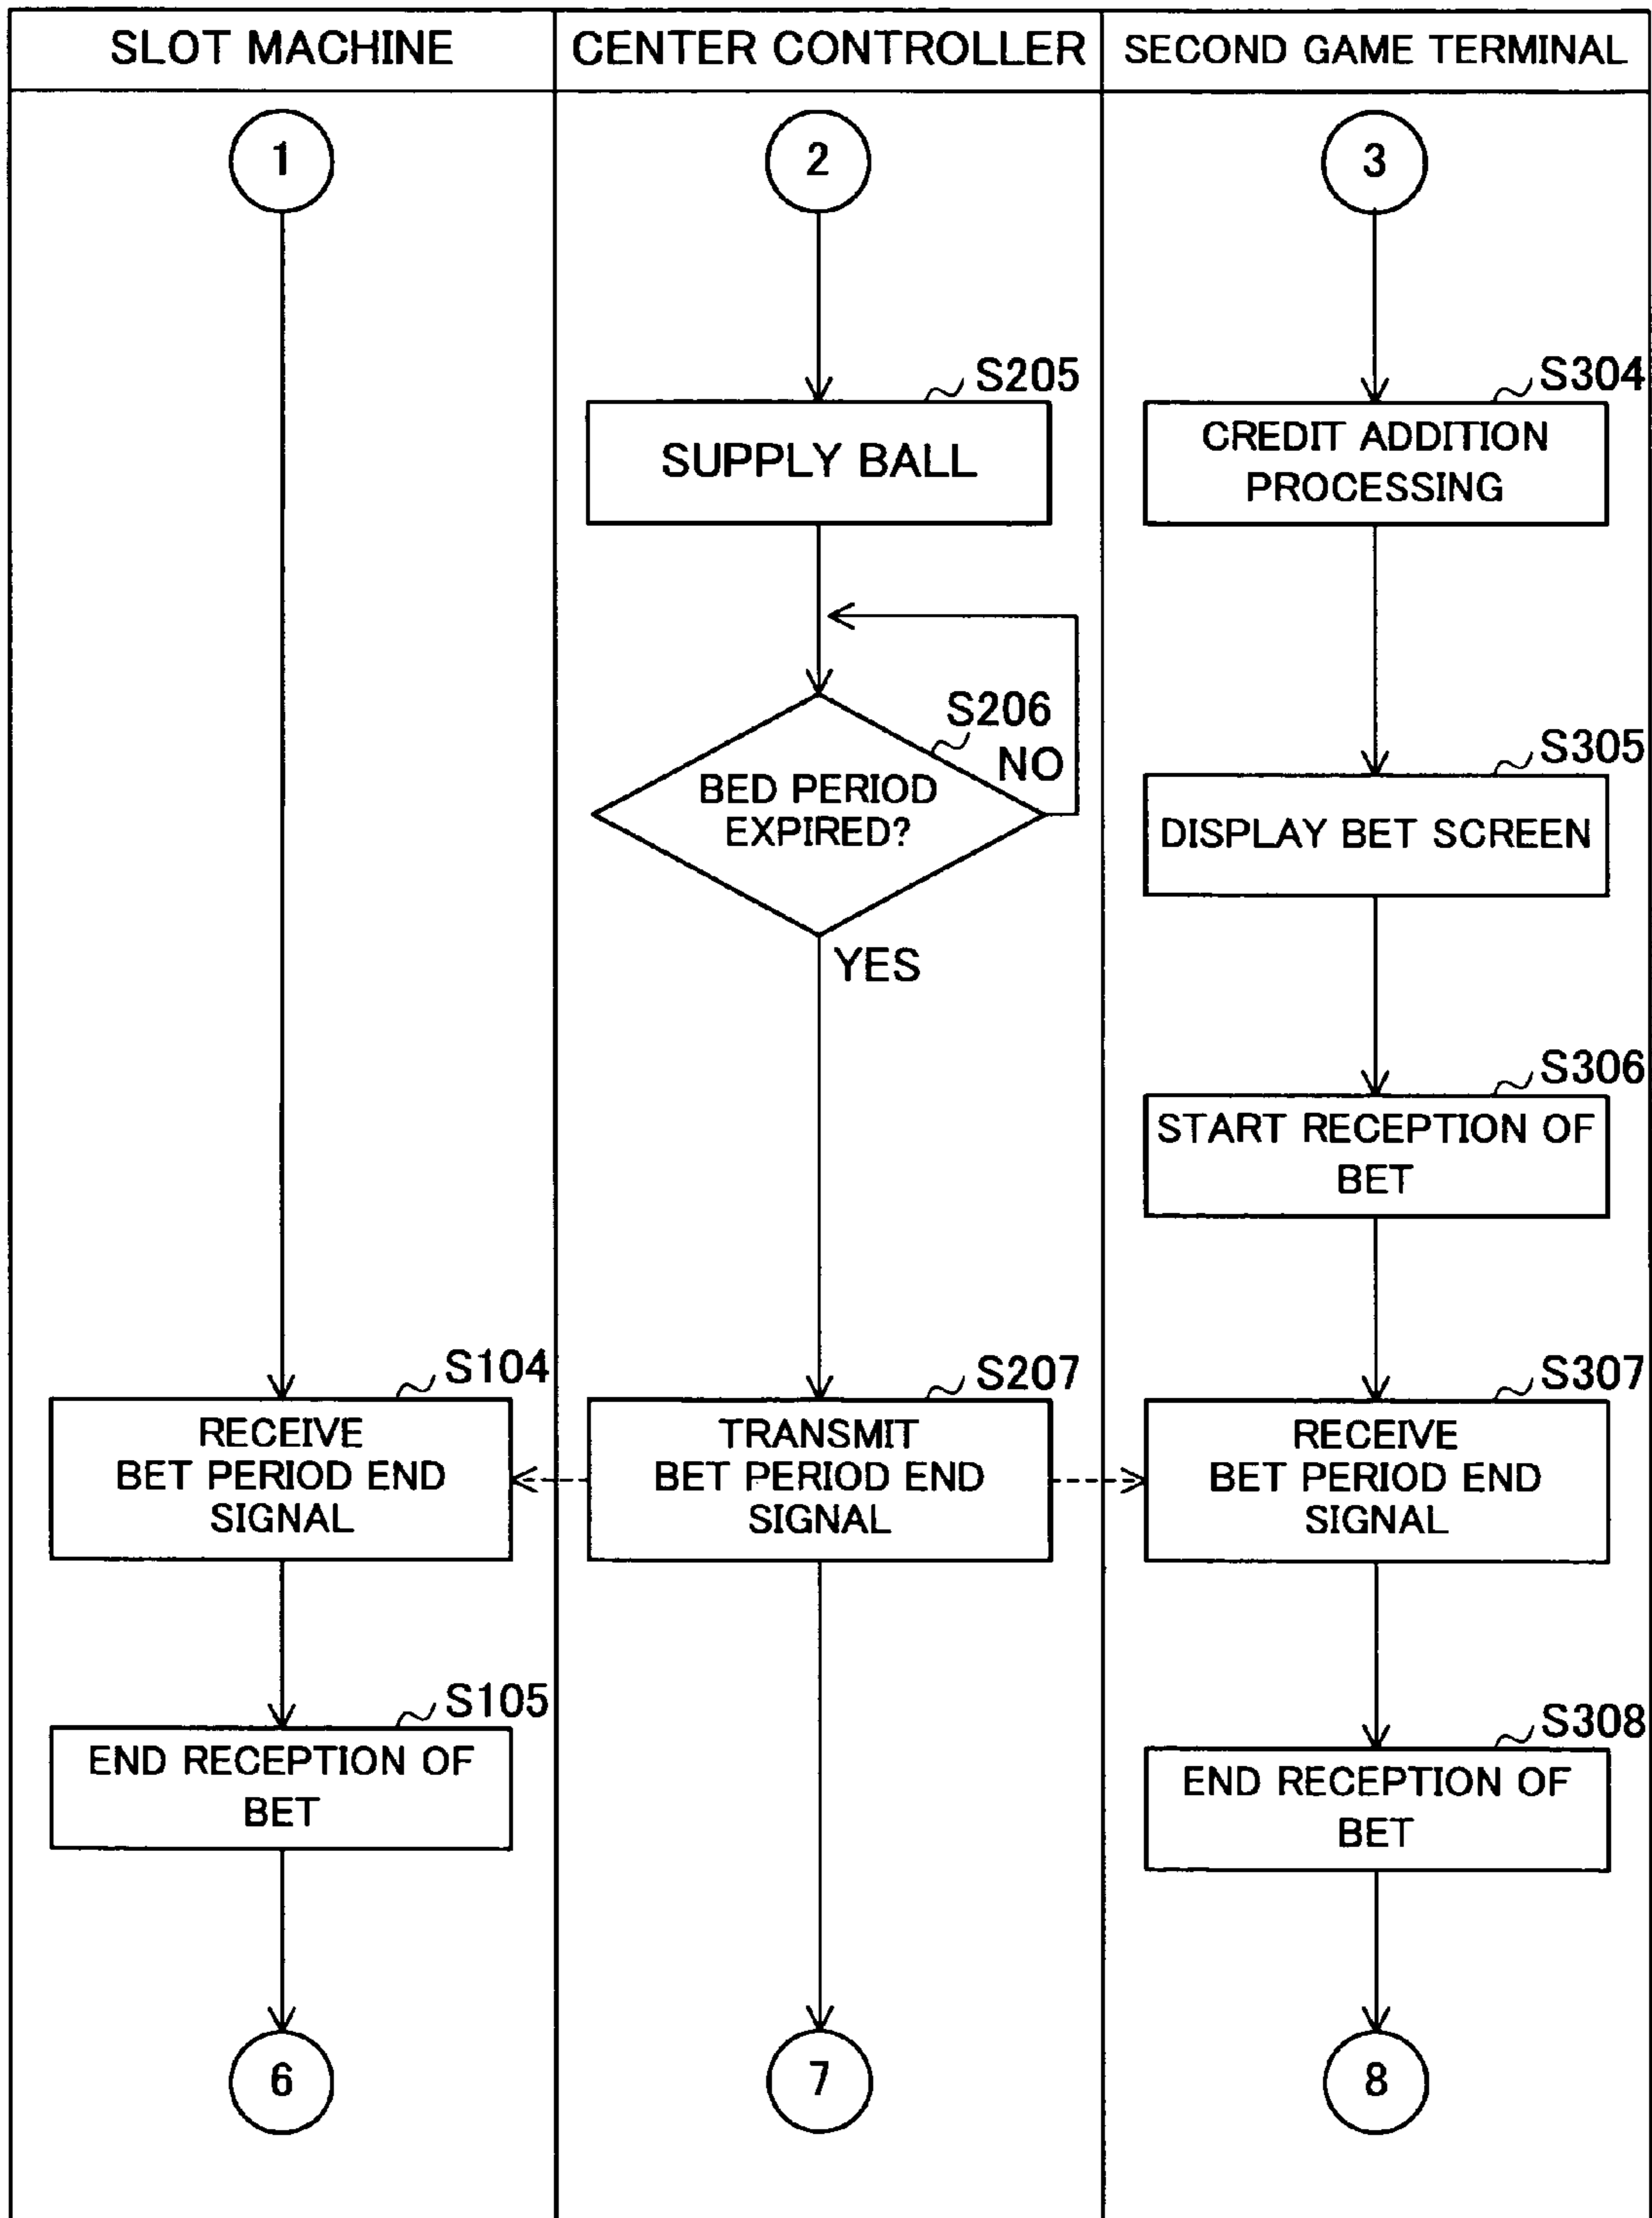 SLOT MACHINE
CENTER CONTROLLER
SECOND GAME TERMINAL
1
2
3
S205
SUPPLY BALL
S304
CREDIT ADDITION
PROCESSING
S206
NO
BED PERIOD
EXPIRED?
YES
S305
DISPLAY BET SCREEN
S306
START RECEPTION OF
BET
S104
RECEIVE
BET PERIOD END
SIGNAL
S207
TRANSMIT
BET PERIOD END
SIGNAL
S307
RECEIVE
BET PERIOD END
SIGNAL
S105
END RECEPTION OF
BET
S308
END RECEPTION OF
BET
6
7
8